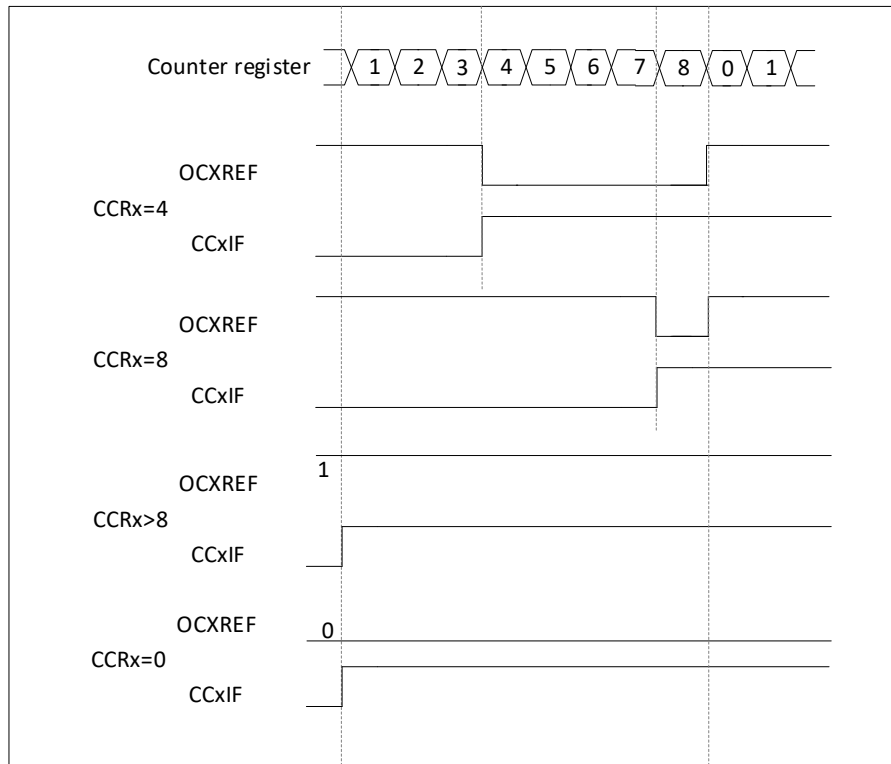 Counter register 1 2 3 4 5 6 7 8 0 1
OCXREF
CCRx=4
CCxIF
OCXREF
CCRx=8
CCxIF
1
OCXREF
CCRx>8
CCxIF
OCXREF 0
CCRx=0
CCxIF